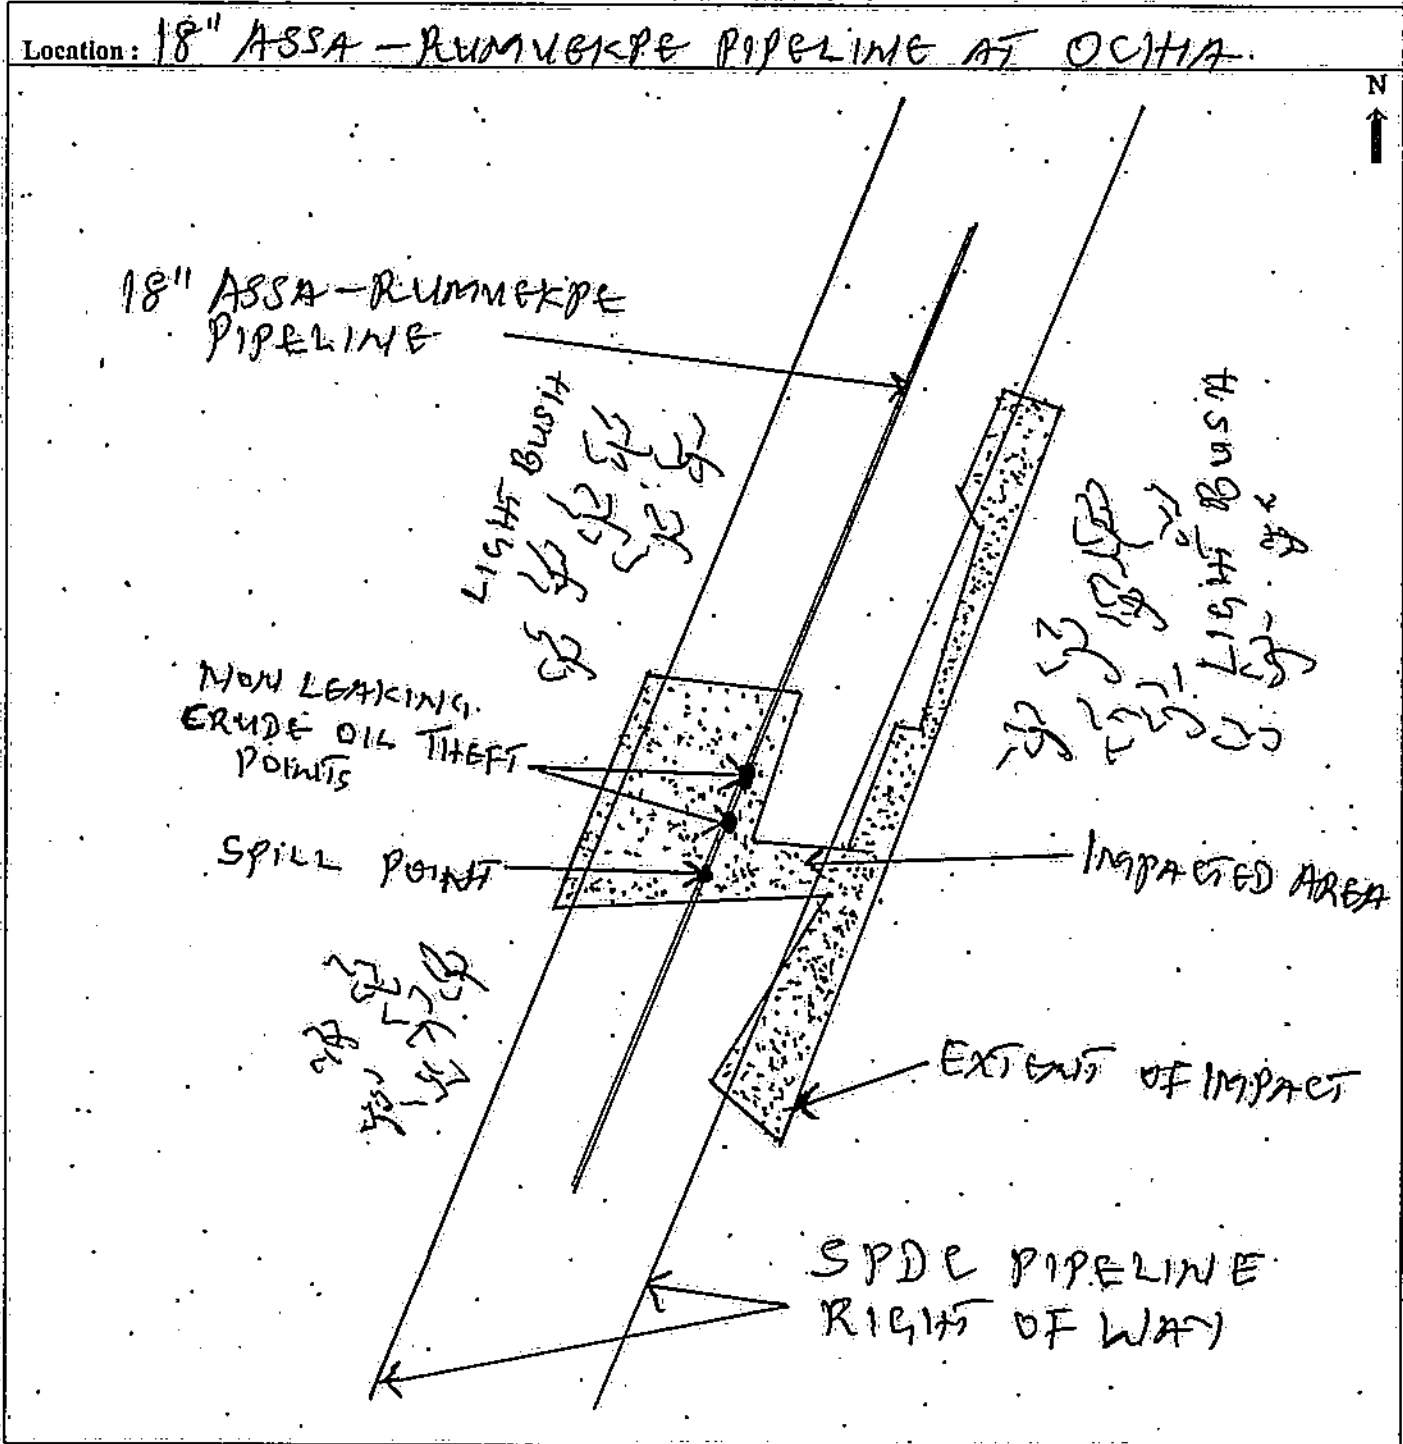 Location: 18" ASSA - RUMUEKPE PIPELINE AT OCHIA.
N
18" ASSA - RUMUEKPE
PIPELINE
LIGHT BUSH
LIGHT BUSH
NON LEAKING
CRUDE OIL THEFT
POINTS
SPILL POINT
IMPACTED AREA
EXTENT OF IMPACT
SPDC PIPELINE
RIGHT OF WAY